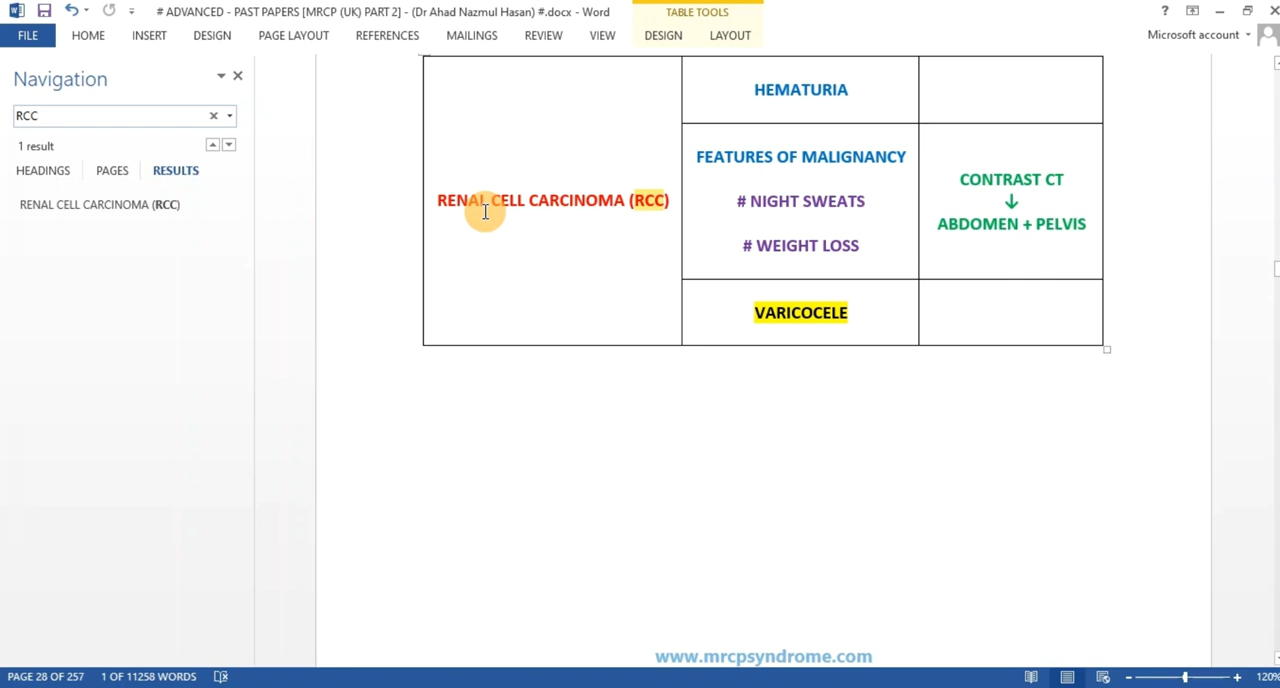 # ADVANCED - PAST PAPERS [MRCP (UK) PART 2] - (Dr Ahad Nazmul Hasan) #.docx - Word
TABLE TOOLS
?
FILE
HOME
INSERT
DESIGN
PAGE LAYOUT
REFERENCES
MAILINGS
REVIEW
VIEW
DESIGN
LAYOUT
Microsoft account
Navigation
RCC
1 result
HEADINGS
PAGES
RESULTS
RENAL CELL CARCINOMA (RCC)
RENAL CELL CARCINOMA (RCC)
HEMATURIA
FEATURES OF MALIGNANCY
# NIGHT SWEATS
# WEIGHT LOSS
VARICOCELE
CONTRAST CT
↓
ABDOMEN + PELVIS
www.mrcpsyndrome.com
PAGE 28 OF 257
1 OF 11258 WORDS
120%